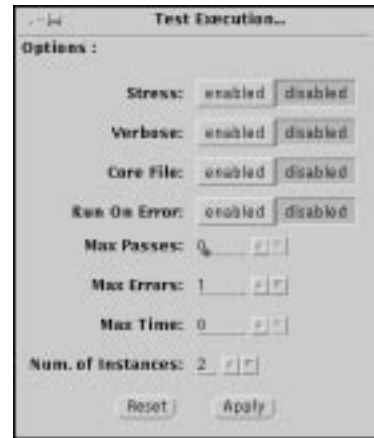 Test Execution...
Options :
Stress: enabled disabled
Verbose: enabled disabled
Core File: enabled disabled
Run On Error: enabled disabled
Max Passes: 0
Max Errors: 1
Max Time: 0
Num. of Instances: 2
Reset Apply